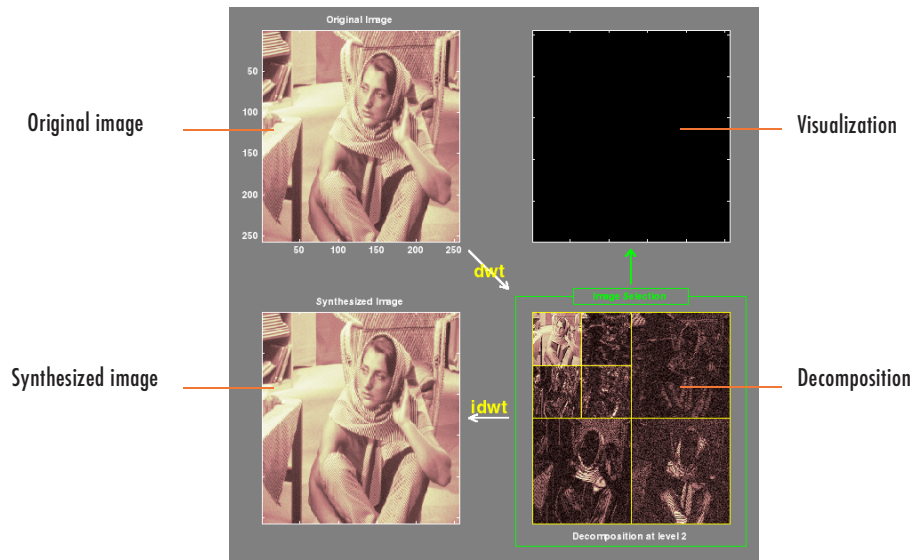 Original Image
50
100
150
200
250
50 100 150 200 250
Original image
Visualization
dwt
Image Selection
Synthesized Image
Synthesized image
idwt
Decomposition
Decomposition at level 2